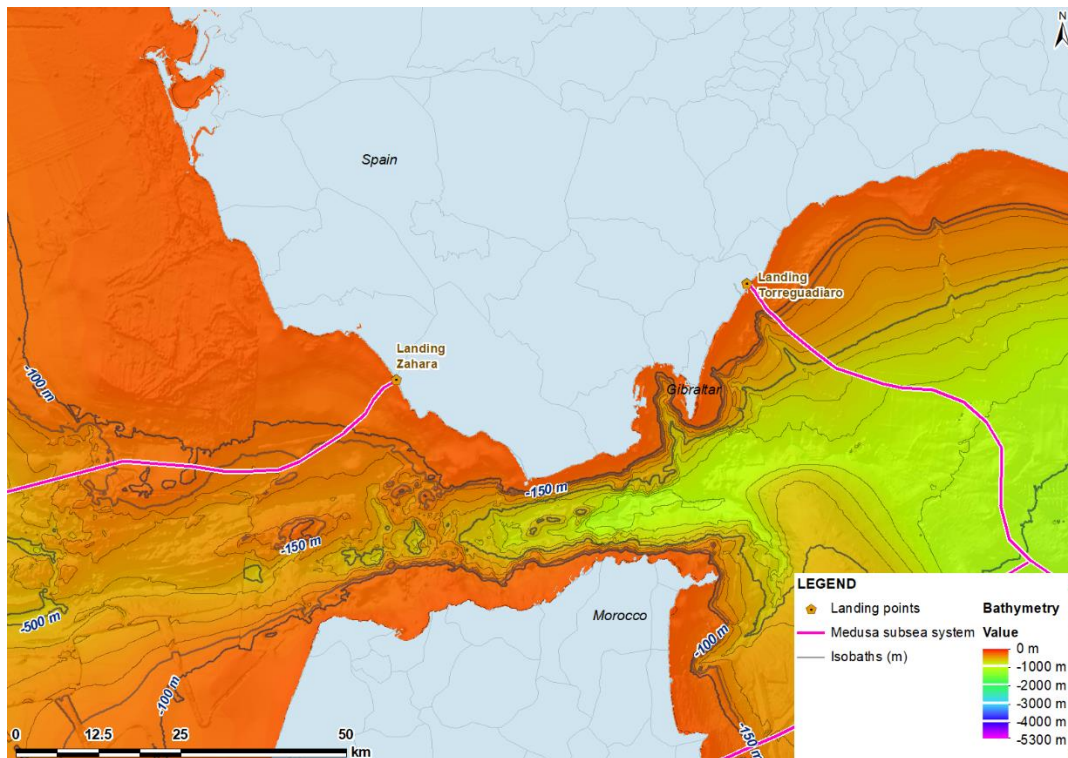 N
Spain
Landing
Torreguadiaro
Landing
Zahara
Gibraltar
-100 m
-150 m
-150 m
-500 m
-100 m
Morocco
-100 m
-150 m
LEGEND
Landing points
Medusa subsea system
Isobaths (m)
Bathymetry
Value
0 m
-1000 m
-2000 m
-3000 m
-4000 m
-5300 m
0 12.5 25 50
km